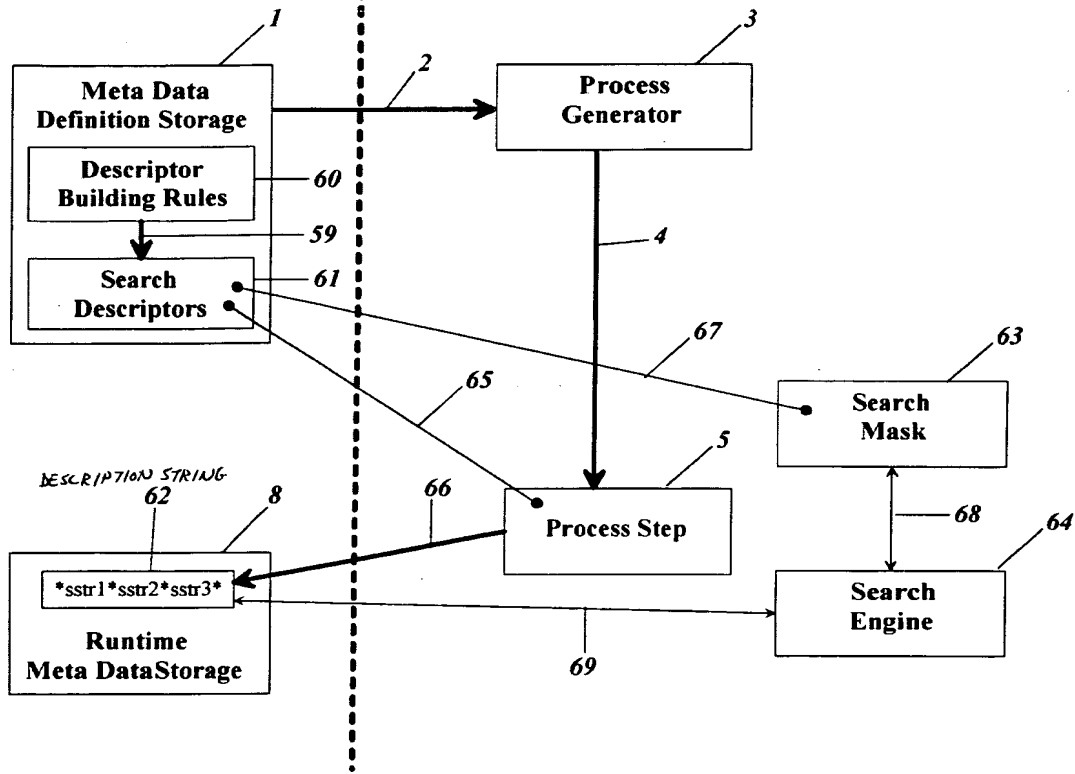 1
2
3
Meta Data
Definition Storage
Process
Generator
Descriptor
Building Rules
60
59
4
Search
Descriptors
61
67
63
65
Search
Mask
5
DESCRIPTION STRING
62
8
66
Process Step
68
64
*sstr1*sstr2*sstr3*
Search
Engine
Runtime
Meta DataStorage
69